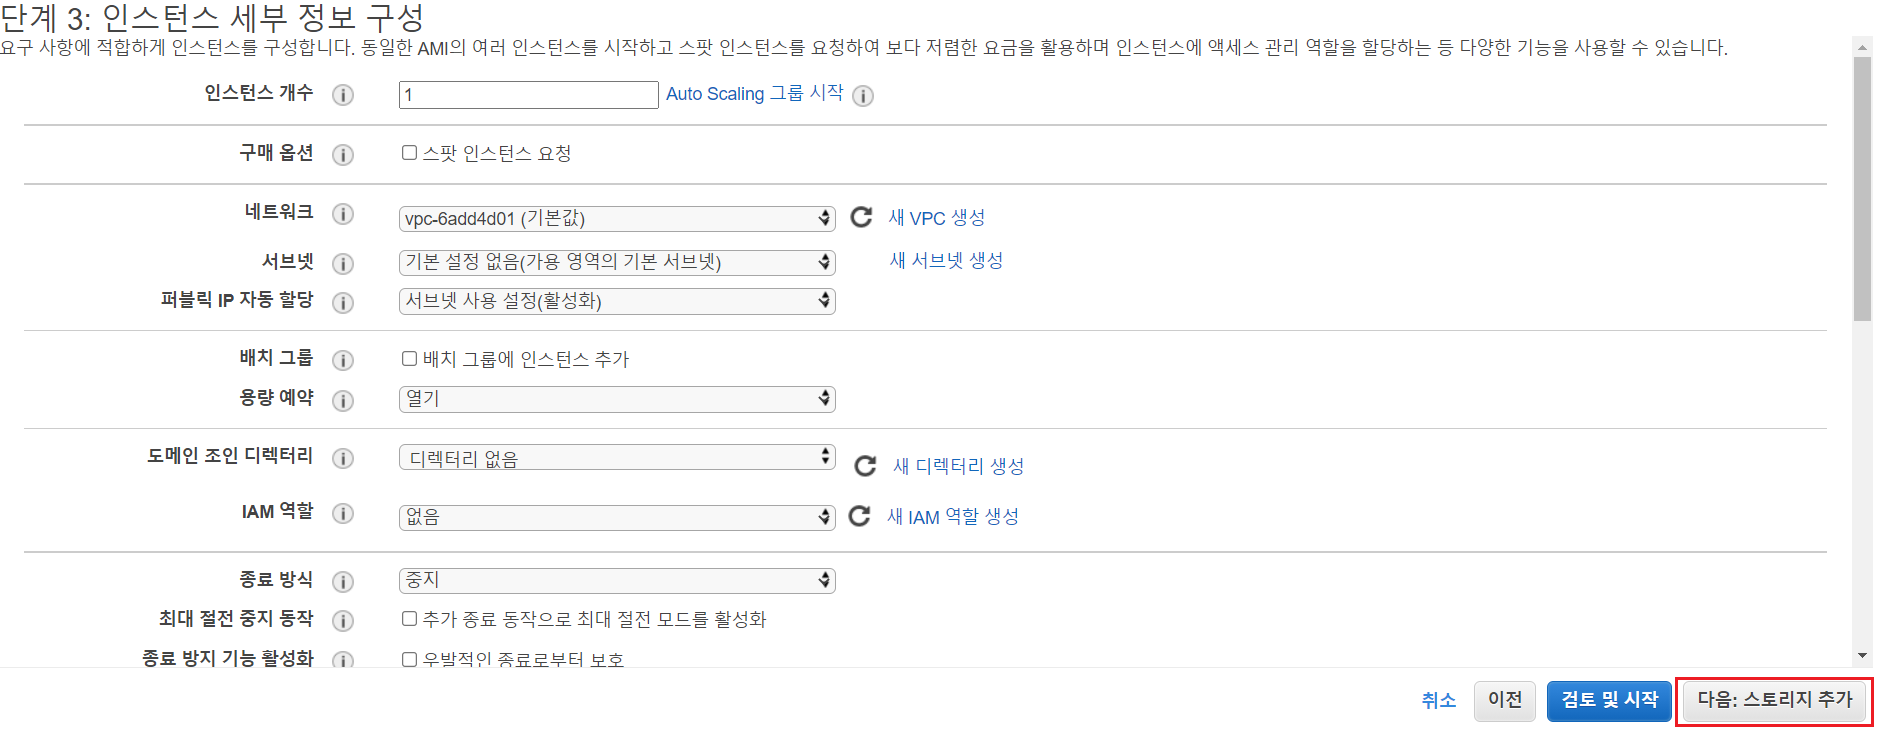 단계 3: 인스턴스 세부 정보 구성
요구 사항에 적합하게 인스턴스를 구성합니다. 동일한 AMI의 여러 인스턴스를 시작하고 스팟 인스턴스를 요청하여 보다 저렴한 요금을 활용하며 인스턴스에 액세스 관리 역할을 할당하는 등 다양한 기능을 사용할 수 있습니다.
인스턴스 개수 1 Auto Scaling 그룹 시작
구매 옵션 스팟 인스턴스 요청
네트워크 vpc-6add4d01 (기본값) 새 VPC 생성
서브넷 기본 설정 없음(가용 영역의 기본 서브넷) 새 서브넷 생성
퍼블릭 IP 자동 할당 서브넷 사용 설정(활성화)
배치 그룹 배치 그룹에 인스턴스 추가
용량 예약 열기
도메인 조인 디렉터리 디렉터리 없음 새 디렉터리 생성
IAM 역할 없음 새 IAM 역할 생성
종료 방식 중지
최대 절전 중지 동작 추가 종료 동작으로 최대 절전 모드를 활성화
종료 방지 기능 활성화 우발적인 종료로부터 보호
취소 이전 검토 및 시작 다음: 스토리지 추가